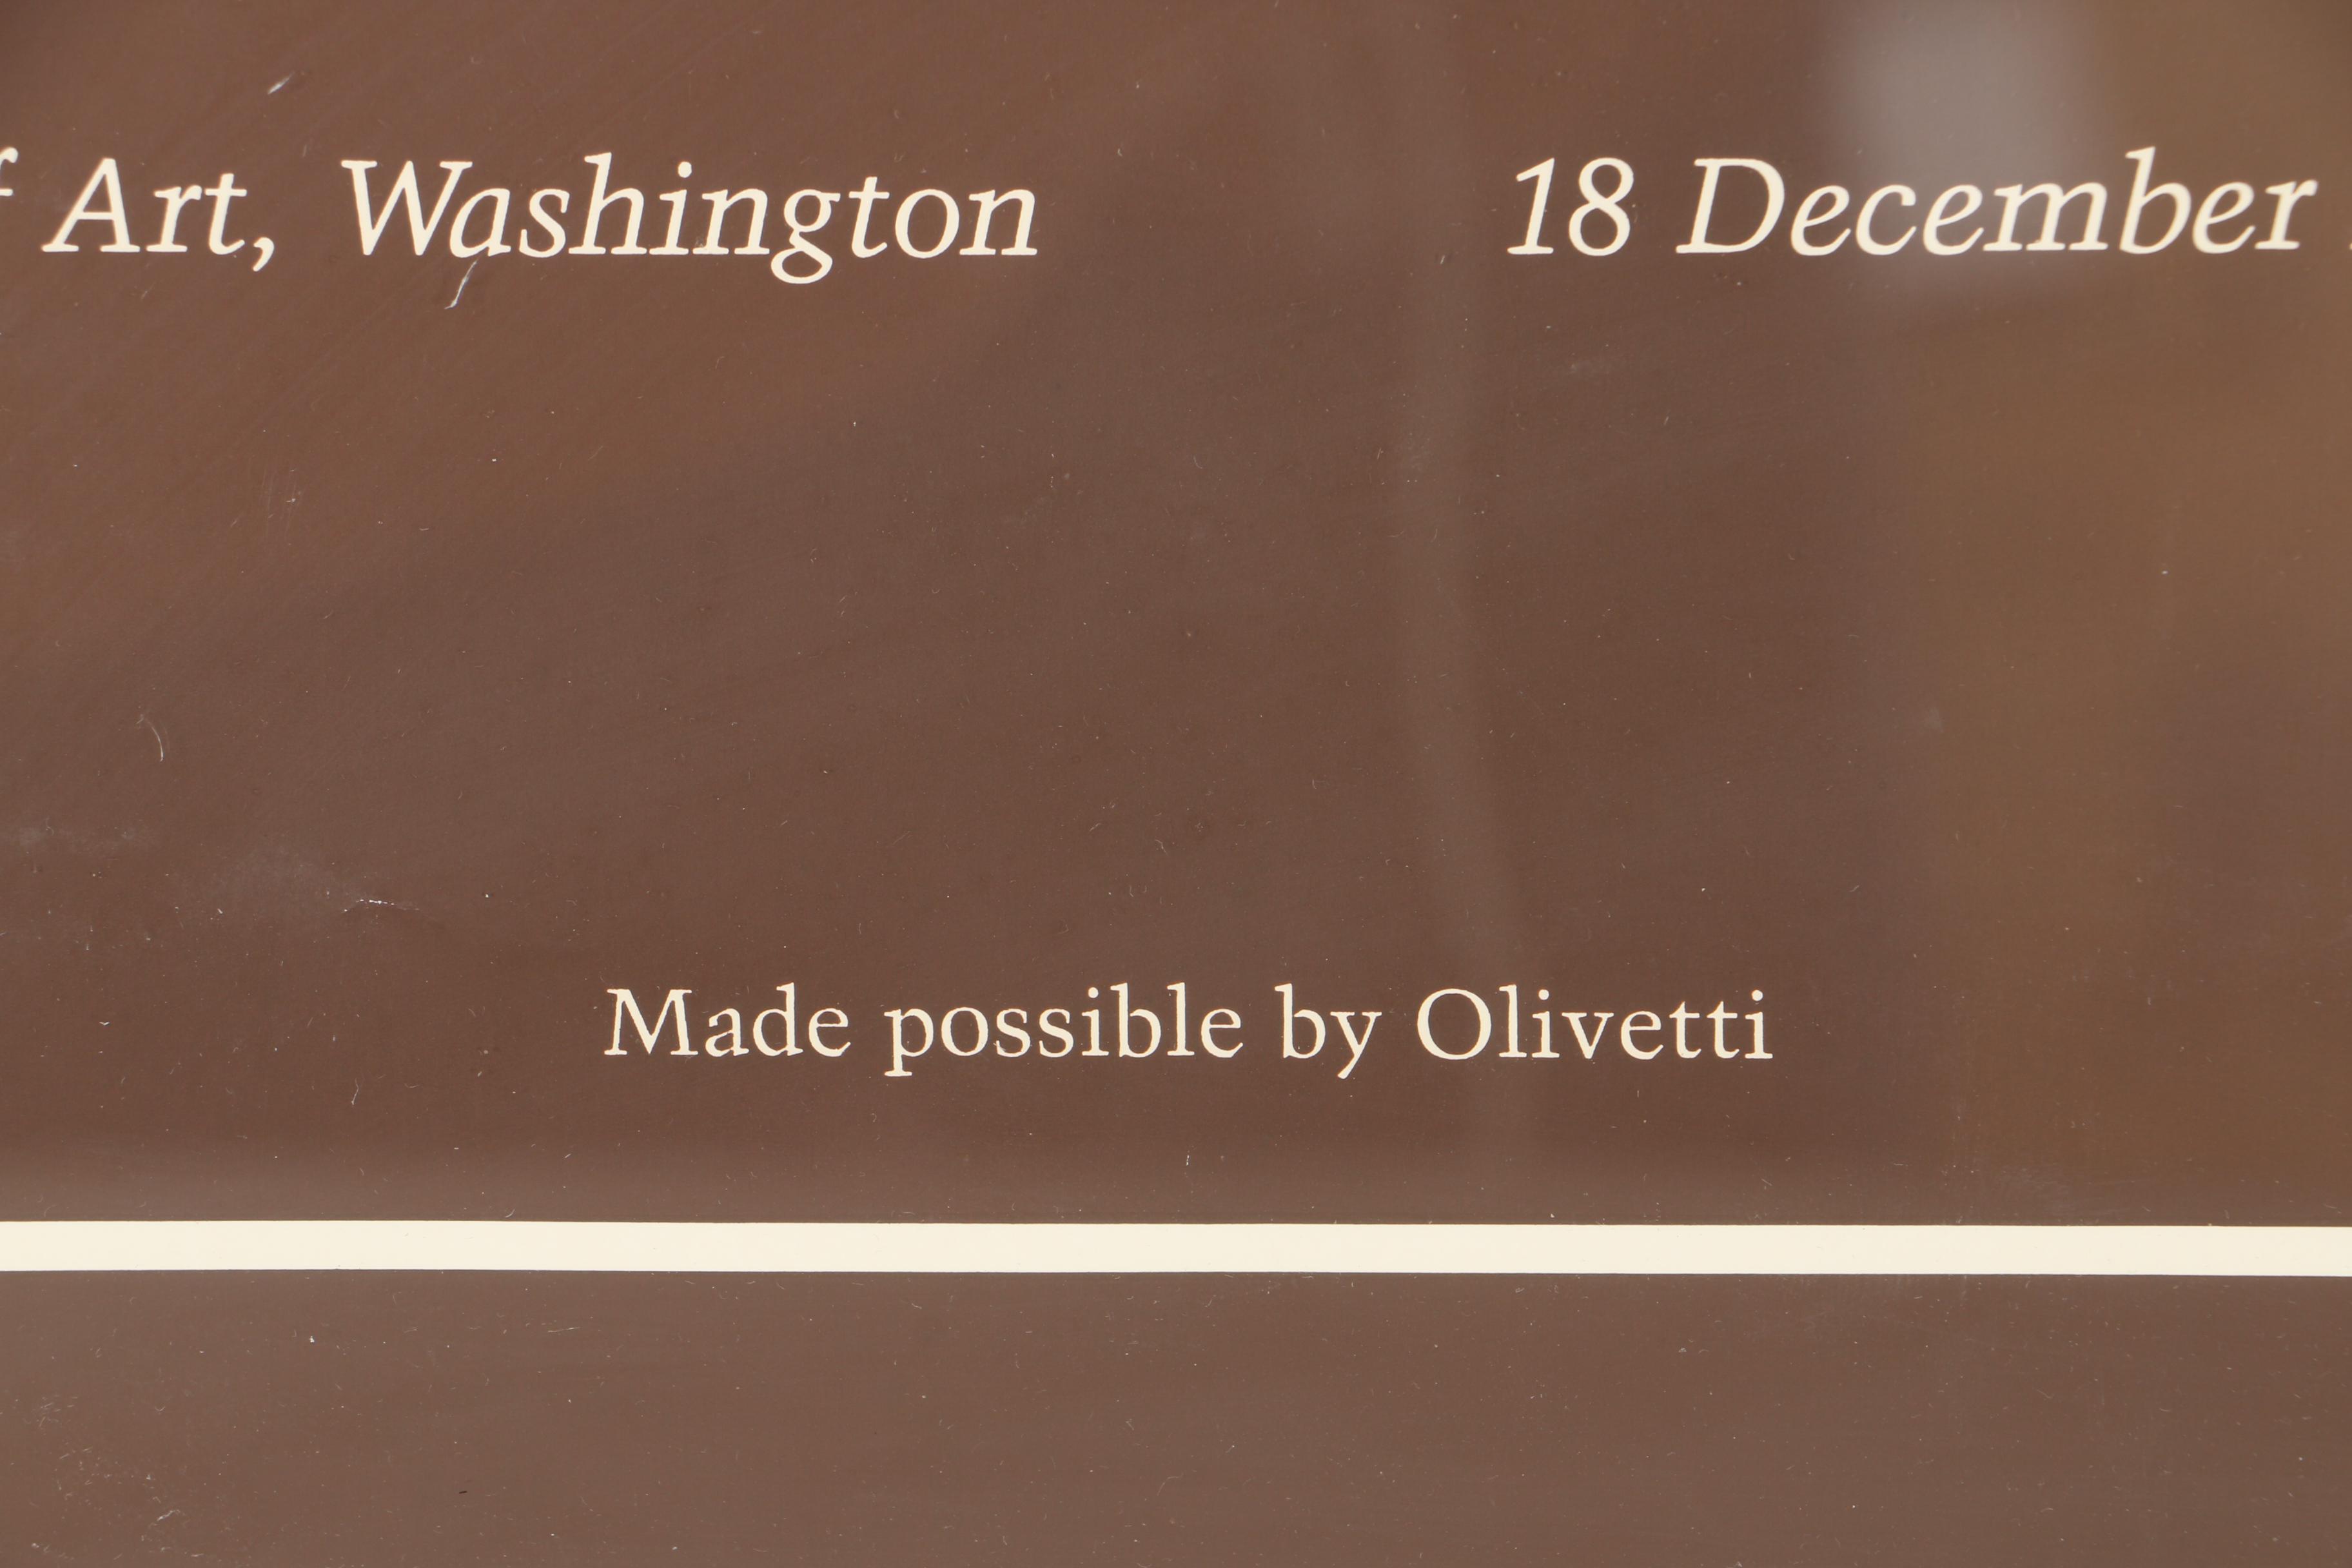 f Art, Washington 18 December
Made possible by Olivetti